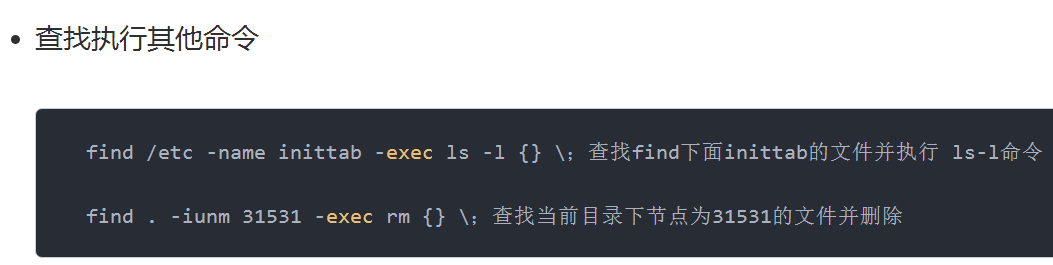 查找执行其他命令
find /etc -name inittab -exec ls -l {} \; 查找find下面inittab的文件并执行 ls-l命令
find . -iunm 31531 -exec rm {} \; 查找当前目录下节点为31531的文件并删除